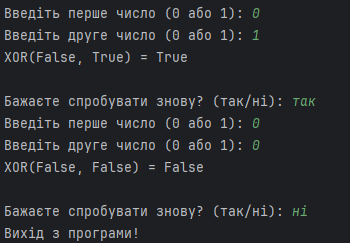 Введіть перше число (0 або 1): 0
Введіть друге число (0 або 1): 1
XOR(False, True) = True
Бажаєте спробувати знову? (так/ні): так
Введіть перше число (0 або 1): 0
Введіть друге число (0 або 1): 0
XOR(False, False) = False
Бажаєте спробувати знову? (так/ні): ні
Вихід з програми!